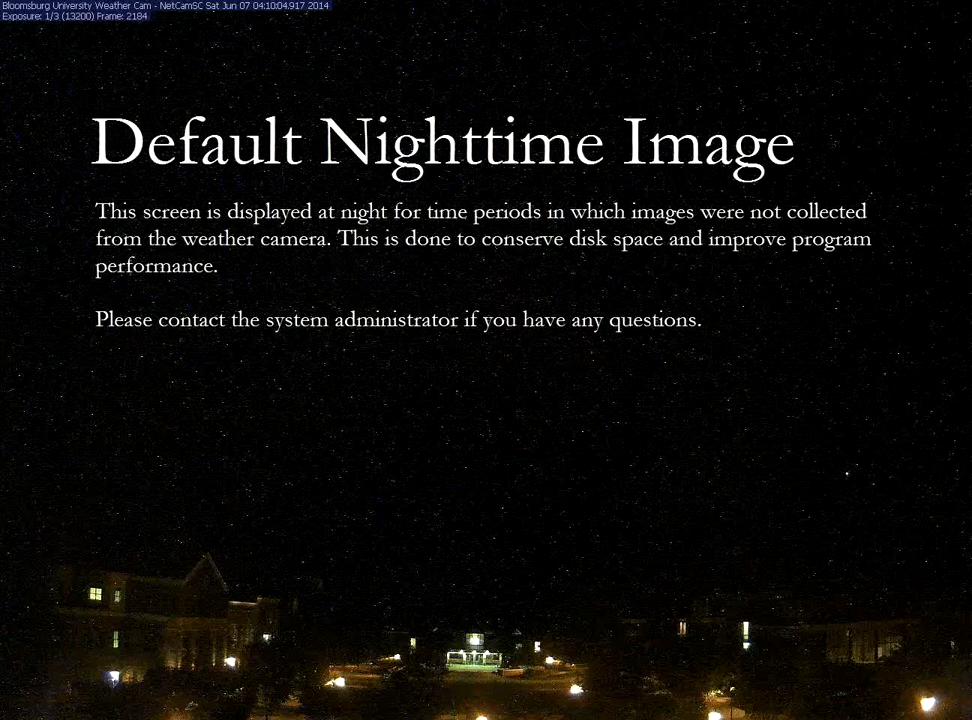 Bloomsburg University Weather Cam - NetCamSC Sat Jun 07 04:10:04.917 2014
Exposure: 1/3 (13200) Frame: 2184
Default Nighttime Image
This screen is displayed at night for time periods in which images were not collected
from the weather camera. This is done to conserve disk space and improve program
performance.
Please contact the system administrator if you have any questions.